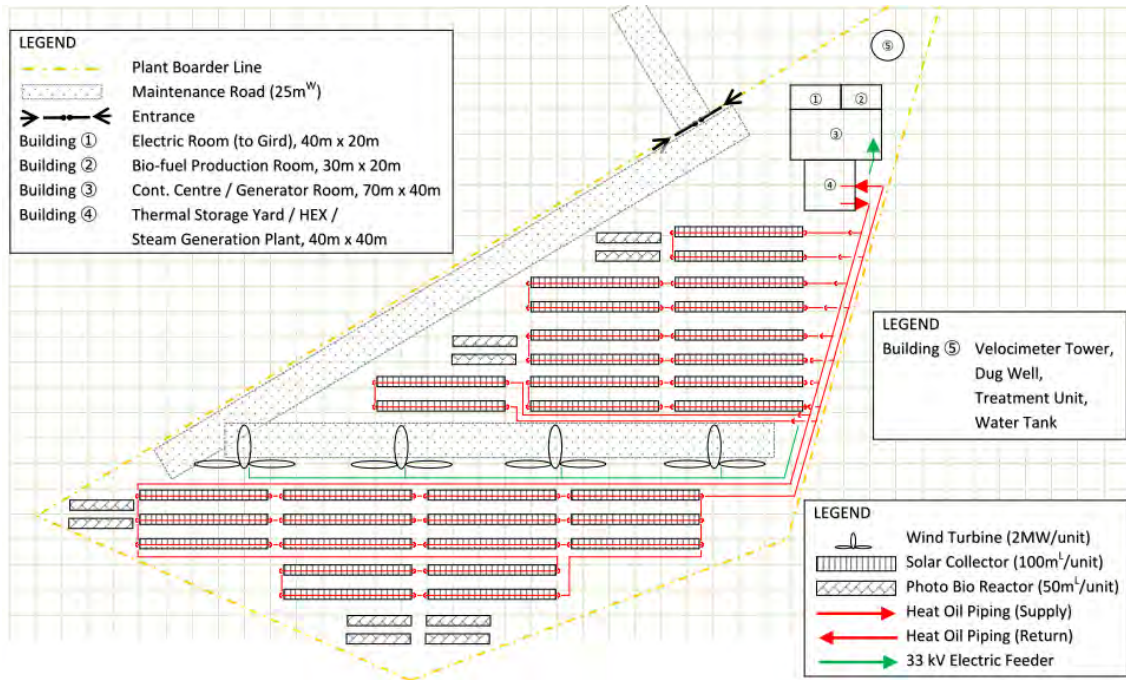 LEGEND
Plant Boarder Line
Maintenance Road (25mᵂ)
Entrance
Building ① Electric Room (to Gird), 40m x 20m
Building ② Bio-fuel Production Room, 30m x 20m
Building ③ Cont. Centre / Generator Room, 70m x 40m
Building ④ Thermal Storage Yard / HEX /
Steam Generation Plant, 40m x 40m
⑤
①
②
③
④
LEGEND
Building ⑤ Velocimeter Tower,
Dug Well,
Treatment Unit,
Water Tank
LEGEND
Wind Turbine (2MW/unit)
Solar Collector (100mᴸ/unit)
Photo Bio Reactor (50mᴸ/unit)
Heat Oil Piping (Supply)
Heat Oil Piping (Return)
33 kV Electric Feeder